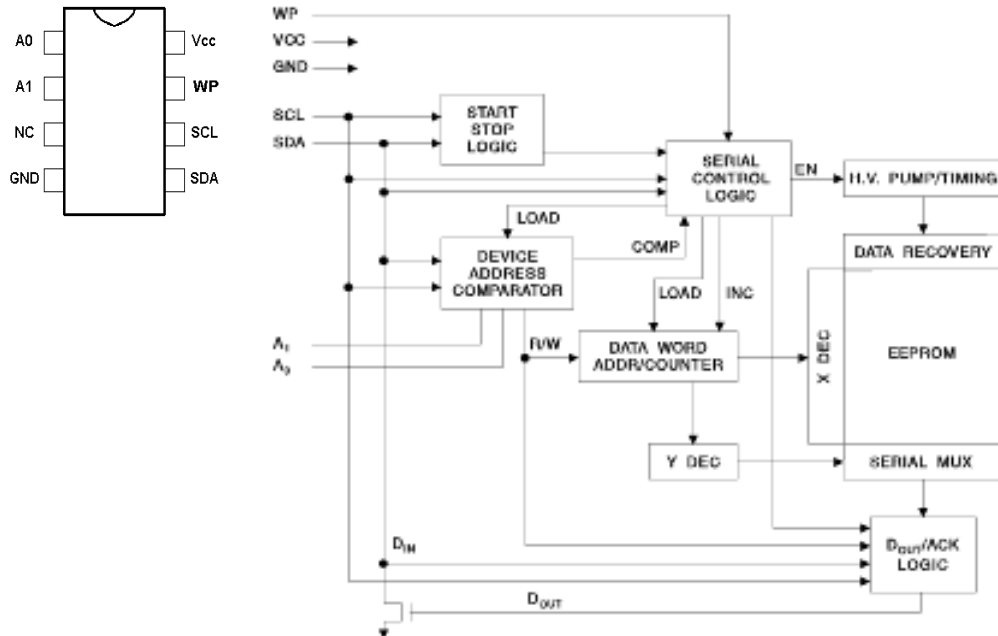 A0
Vcc
A1
WP
NC
SCL
GND
SDA
WP
VCC
GND
SCL
SDA
START
STOP
LOGIC
SERIAL
CONTROL
LOGIC
EN
H.V. PUMP/TIMING
LOAD
COMP
DEVICE
ADDRESS
COMPARATOR
DATA RECOVERY
LOAD
INC
A1
A0
R/W
DATA WORD
ADDR/COUNTER
X DEC
EEPROM
Y DEC
SERIAL MUX
DIN
DOUT/ACK
LOGIC
DOUT